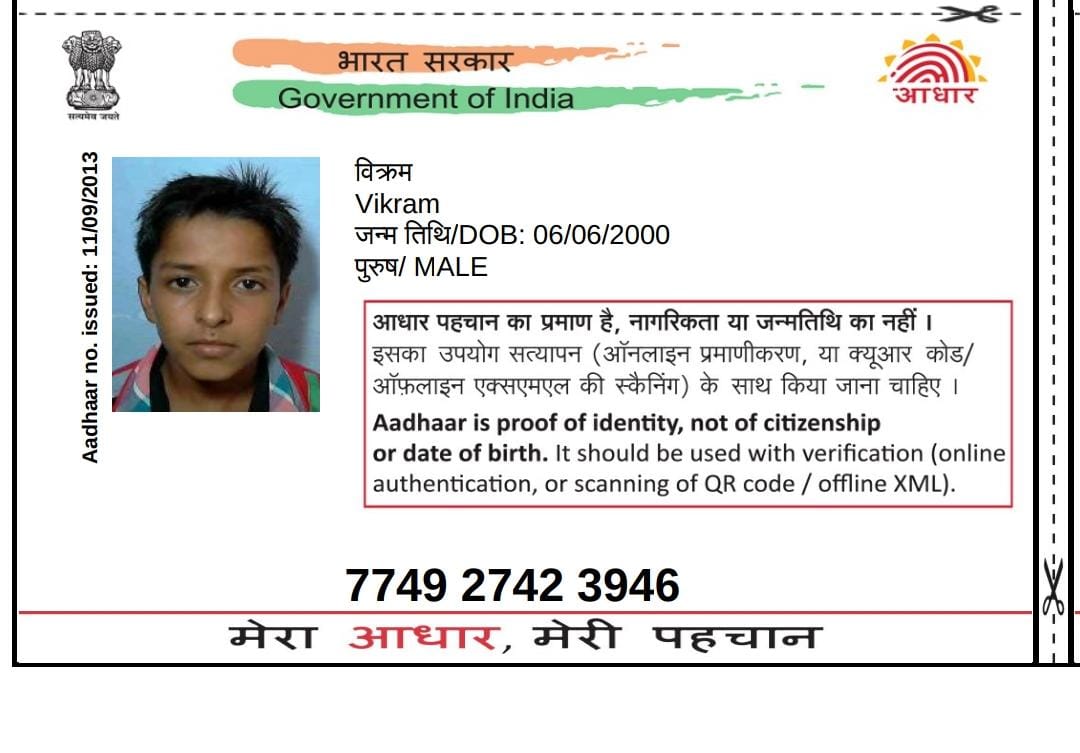 भारत सरकार
Government of India
सत्यमेव जयते
आधार
Aadhaar no. issued: 11/09/2013
विक्रम
Vikram
जन्म तिथि/DOB: 06/06/2000
पुरुष/ MALE
आधार पहचान का प्रमाण है, नागरिकता या जन्मतिथि का नहीं ।
इसका उपयोग सत्यापन (ऑनलाइन प्रमाणीकरण, या क्यूआर कोड/
ऑफ़लाइन एक्सएमएल की स्कैनिंग) के साथ किया जाना चाहिए ।
Aadhaar is proof of identity, not of citizenship
or date of birth. It should be used with verification (online
authentication, or scanning of QR code / offline XML).
7749 2742 3946
मेरा आधार, मेरी पहचान